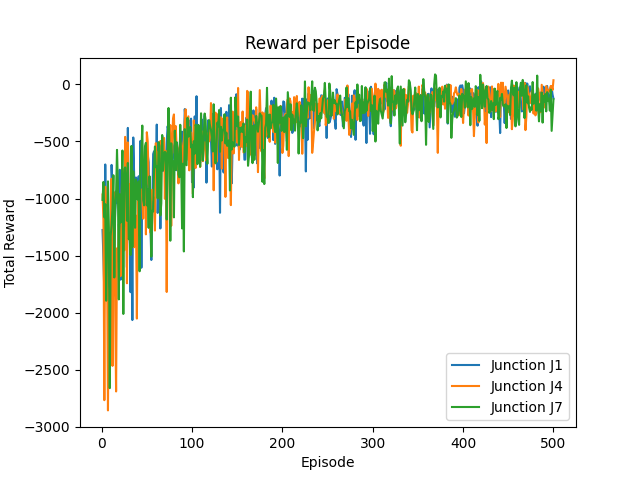 Reward per Episode
Total Reward
0
−500
−1000
−1500
−2000
−2500
−3000
0 100 200 300 400 500
Episode
Junction J1
Junction J4
Junction J7